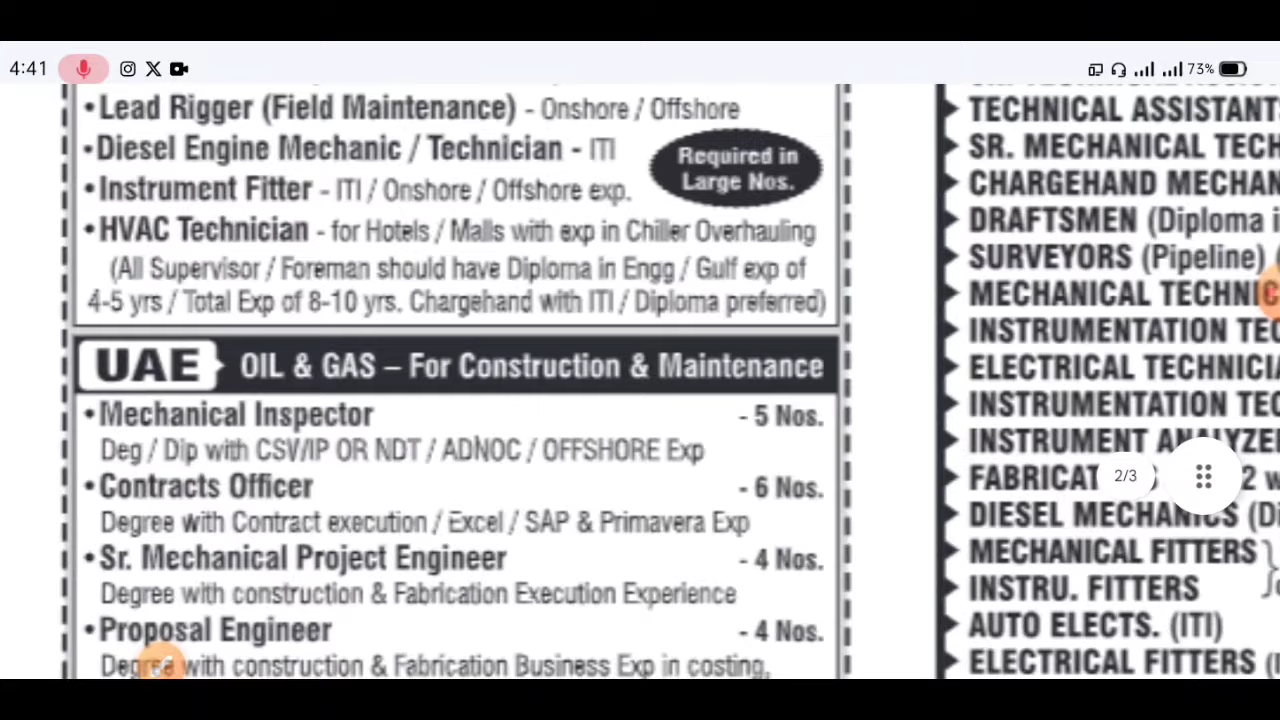 4:41
73%
•Lead Rigger (Field Maintenance) - Onshore / Offshore
•Diesel Engine Mechanic / Technician - ITI
Required in
Large Nos.
•Instrument Fitter - ITI / Onshore / Offshore exp.
•HVAC Technician - for Hotels / Malls with exp in Chiller Overhauling
(All Supervisor / Foreman should have Diploma in Engg / Gulf exp of
4-5 yrs / Total Exp of 8-10 yrs. Chargehand with ITI / Diploma preferred)
UAE OIL & GAS – For Construction & Maintenance
•Mechanical Inspector - 5 Nos.
Deg / Dip with CSV/IP OR NDT / ADNOC / OFFSHORE Exp
•Contracts Officer - 6 Nos.
Degree with Contract execution / Excel / SAP & Primavera Exp
•Sr. Mechanical Project Engineer - 4 Nos.
Degree with construction & Fabrication Execution Experience
•Proposal Engineer - 4 Nos.
Degree with construction & Fabrication Business Exp in costing,
TECHNICAL ASSISTANT
SR. MECHANICAL TECH
CHARGEHAND MECHAN
DRAFTSMEN (Diploma i
SURVEYORS (Pipeline)
MECHANICAL TECHNI
INSTRUMENTATION TEC
ELECTRICAL TECHNICIA
INSTRUMENTATION TEC
INSTRUMENT ANALYZE
FABRICAT 2 w
2/3
DIESEL MECHANICS (Di
MECHANICAL FITTERS
INSTRU. FITTERS
AUTO ELECTS. (ITI)
ELECTRICAL FITTERS